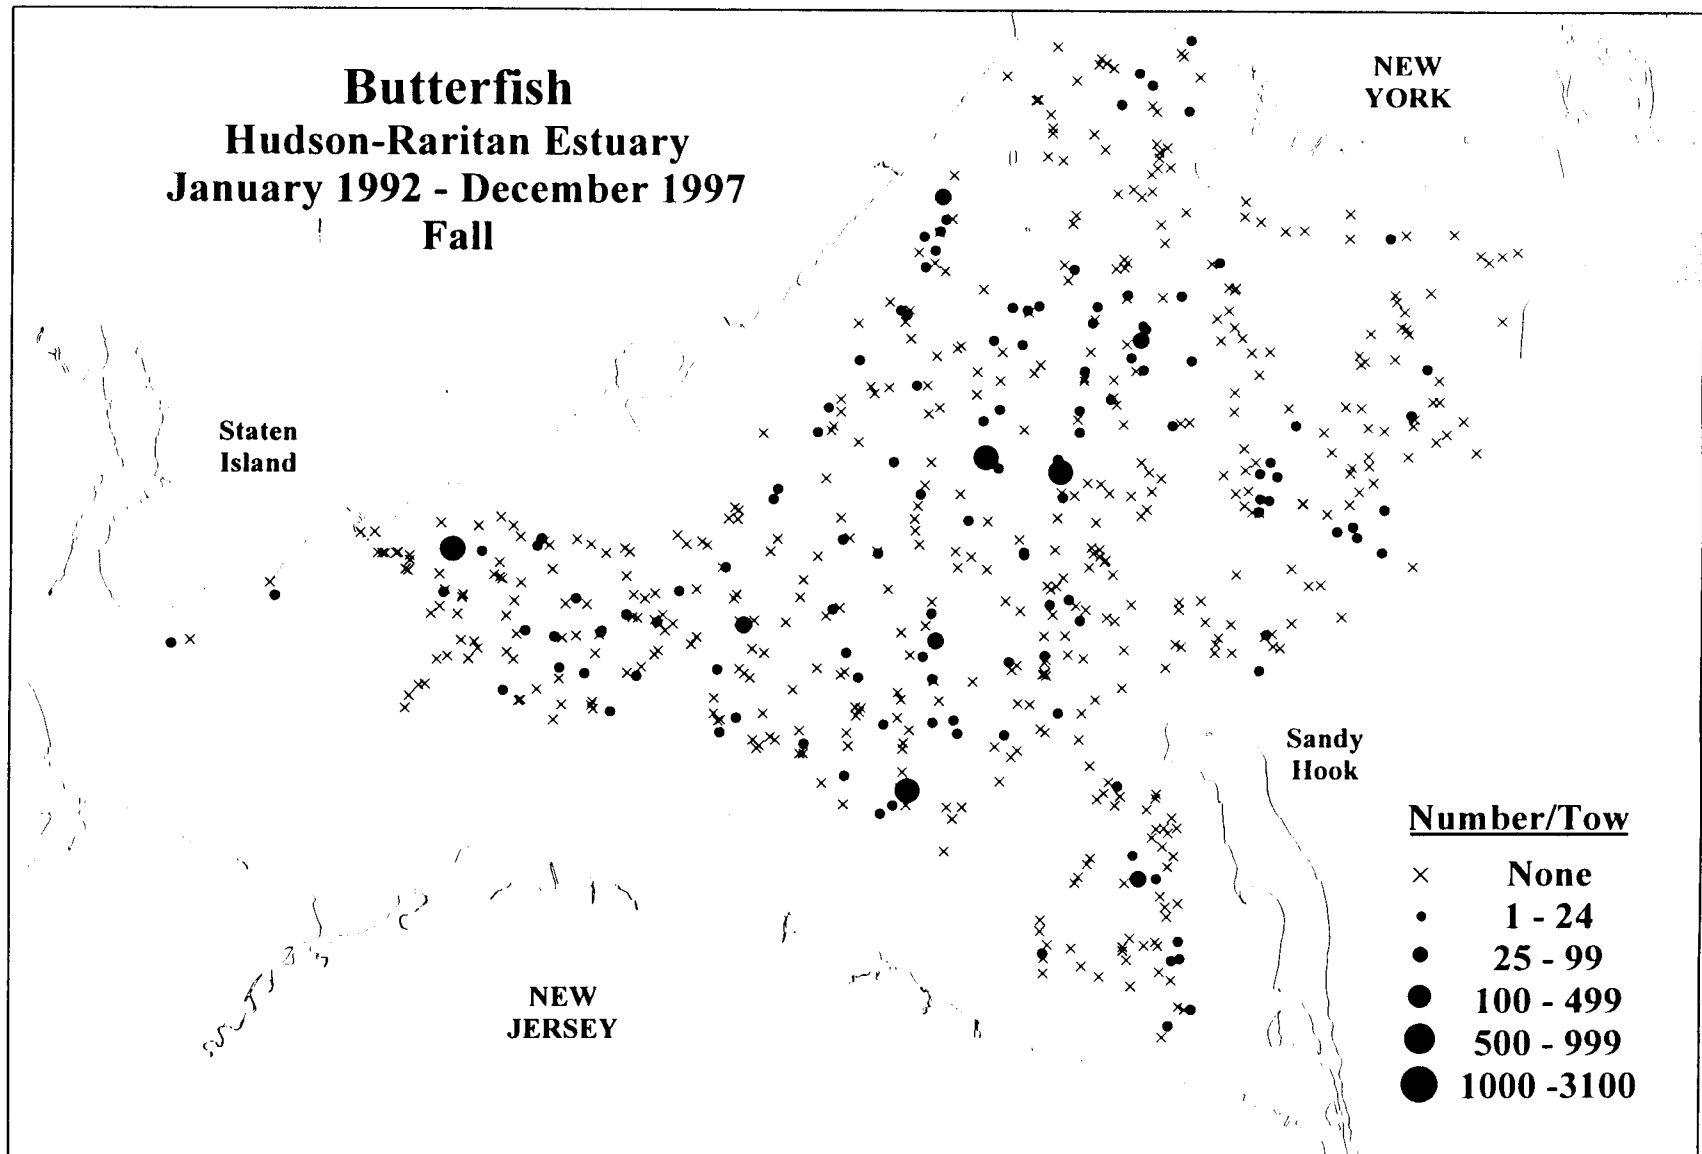 Butterfish
Hudson-Raritan Estuary
January 1992 - December 1997
Fall
NEW
YORK
Staten
Island
Sandy
Hook
NEW
JERSEY
Number/Tow
None
1 - 24
25 - 99
100 - 499
500 - 999
1000 -3100